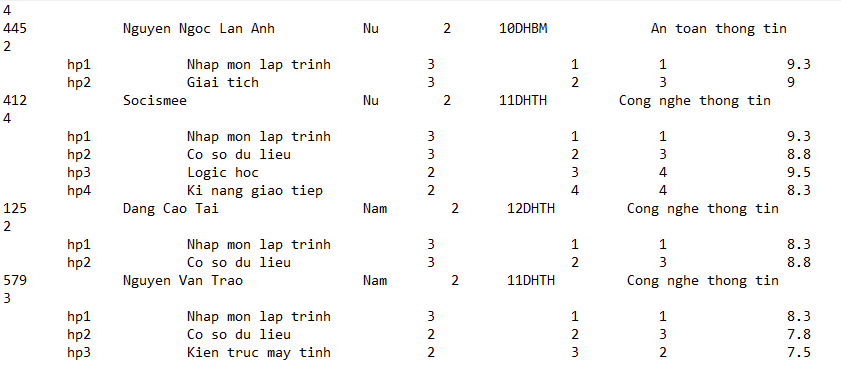 4
445 Nguyen Ngoc Lan Anh Nu 2 10DHBM An toan thong tin
2
hp1 Nhap mon lap trinh 3 1 1 9.3
hp2 Giai tich 3 2 3 9
412 Socismee Nu 2 11DHTH Cong nghe thong tin
4
hp1 Nhap mon lap trinh 3 1 1 9.3
hp2 Co so du lieu 3 2 3 8.8
hp3 Logic hoc 2 3 4 9.5
hp4 Ki nang giao tiep 2 4 4 8.3
125 Dang Cao Tai Nam 2 12DHTH Cong nghe thong tin
2
hp1 Nhap mon lap trinh 3 1 1 8.3
hp2 Co so du lieu 3 2 3 8.8
579 Nguyen Van Trao Nam 2 11DHTH Cong nghe thong tin
3
hp1 Nhap mon lap trinh 3 1 1 8.3
hp2 Co so du lieu 2 2 3 7.8
hp3 Kien truc may tinh 2 3 2 7.5